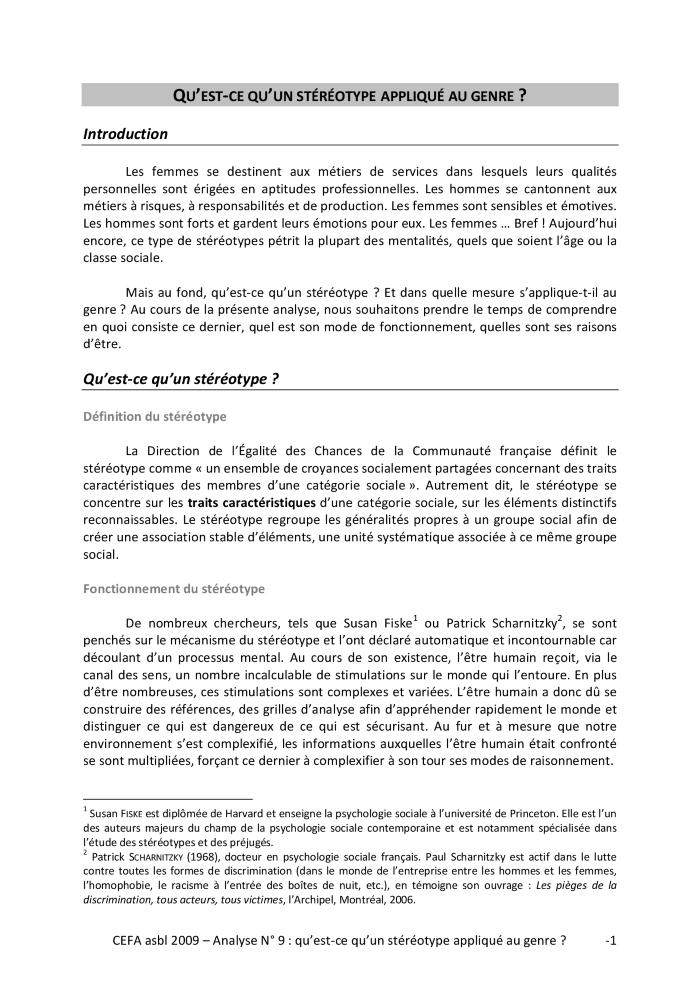 QU'EST-CE QU'UN STÉRÉOTYPE APPLIQUÉ AU GENRE ?
Introduction
Les femmes se destinent aux métiers de services dans lesquels leurs qualités
personnelles sont érigées en aptitudes professionnelles. Les hommes se cantonnent aux
métiers à risques, à responsabilités et de production. Les femmes sont sensibles et émotives.
Les hommes sont forts et gardent leurs émotions pour eux. Les femmes … Bref ! Aujourd'hui
encore, ce type de stéréotypes pétrit la plupart des mentalités, quels que soient l'âge ou la
classe sociale.
Mais au fond, qu'est-ce qu'un stéréotype ? Et dans quelle mesure s'applique-t-il au
genre ? Au cours de la présente analyse, nous souhaitons prendre le temps de comprendre
en quoi consiste ce dernier, quel est son mode de fonctionnement, quelles sont ses raisons
d'être.
Qu'est-ce qu'un stéréotype ?
Définition du stéréotype
La Direction de l'Égalité des Chances de la Communauté française définit le
stéréotype comme « un ensemble de croyances socialement partagées concernant des traits
caractéristiques des membres d'une catégorie sociale ». Autrement dit, le stéréotype se
concentre sur les traits caractéristiques d'une catégorie sociale, sur les éléments distinctifs
reconnaissables. Le stéréotype regroupe les généralités propres à un groupe social afin de
créer une association stable d'éléments, une unité systématique associée à ce même groupe
social.
Fonctionnement du stéréotype
De nombreux chercheurs, tels que Susan Fiske1 ou Patrick Scharnitzky2, se sont
penchés sur le mécanisme du stéréotype et l'ont déclaré automatique et incontournable car
découlant d'un processus mental. Au cours de son existence, l'être humain reçoit, via le
canal des sens, un nombre incalculable de stimulations sur le monde qui l'entoure. En plus
d'être nombreuses, ces stimulations sont complexes et variées. L'être humain a donc dû se
construire des références, des grilles d'analyse afin d'appréhender rapidement le monde et
distinguer ce qui est dangereux de ce qui est sécurisant. Au fur et à mesure que notre
environnement s'est complexifié, les informations auxquelles l'être humain était confronté
se sont multipliées, forçant ce dernier à complexifier à son tour ses modes de raisonnement.
1 Susan FISKE est diplômée de Harvard et enseigne la psychologie sociale à l'université de Princeton. Elle est l'un
des auteurs majeurs du champ de la psychologie sociale contemporaine et est notamment spécialisée dans
l'étude des stéréotypes et des préjugés.
2 Patrick SCHARNITZKY (1968), docteur en psychologie sociale français. Paul Scharnitzky est actif dans le lutte
contre toutes les formes de discrimination (dans le monde de l'entreprise entre les hommes et les femmes,
l'homophobie, le racisme à l'entrée des boîtes de nuit, etc.), en témoigne son ouvrage : Les pièges de la
discrimination, tous acteurs, tous victimes, l'Archipel, Montréal, 2006.
CEFA asbl 2009 – Analyse N° 9 : qu'est-ce qu'un stéréotype appliqué au genre ? -1